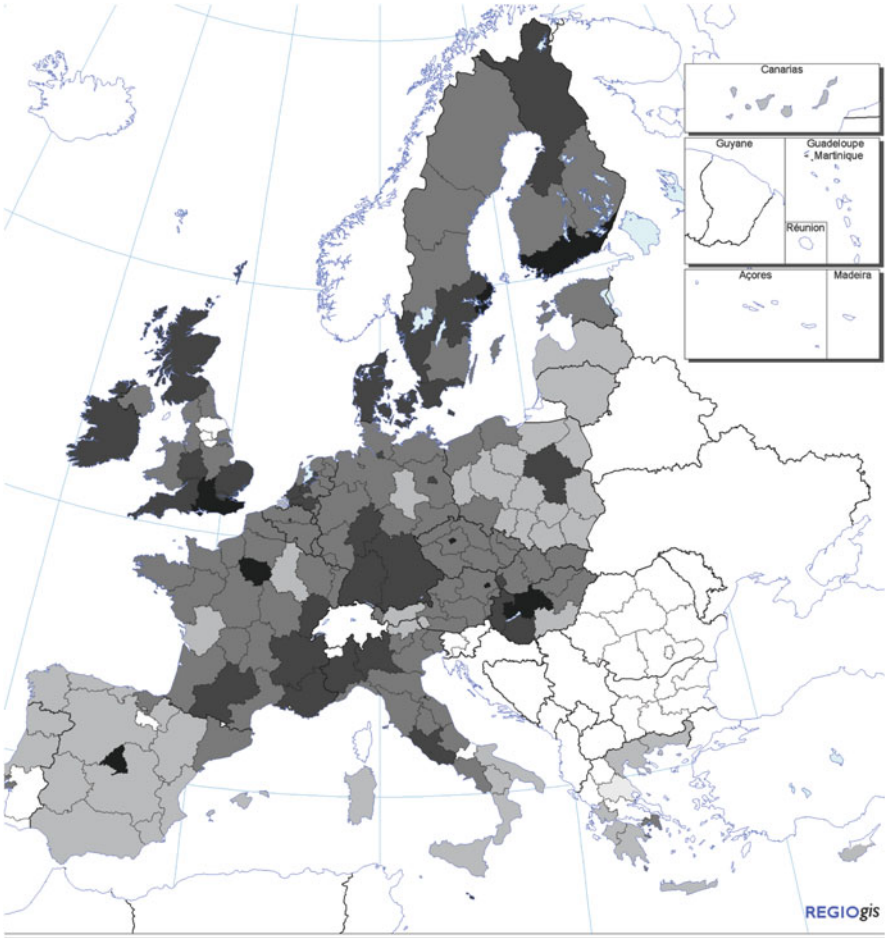 Canarias
Guyane
Guadeloupe
Martinique
Réunion
Açores
Madeira
REGIOgis